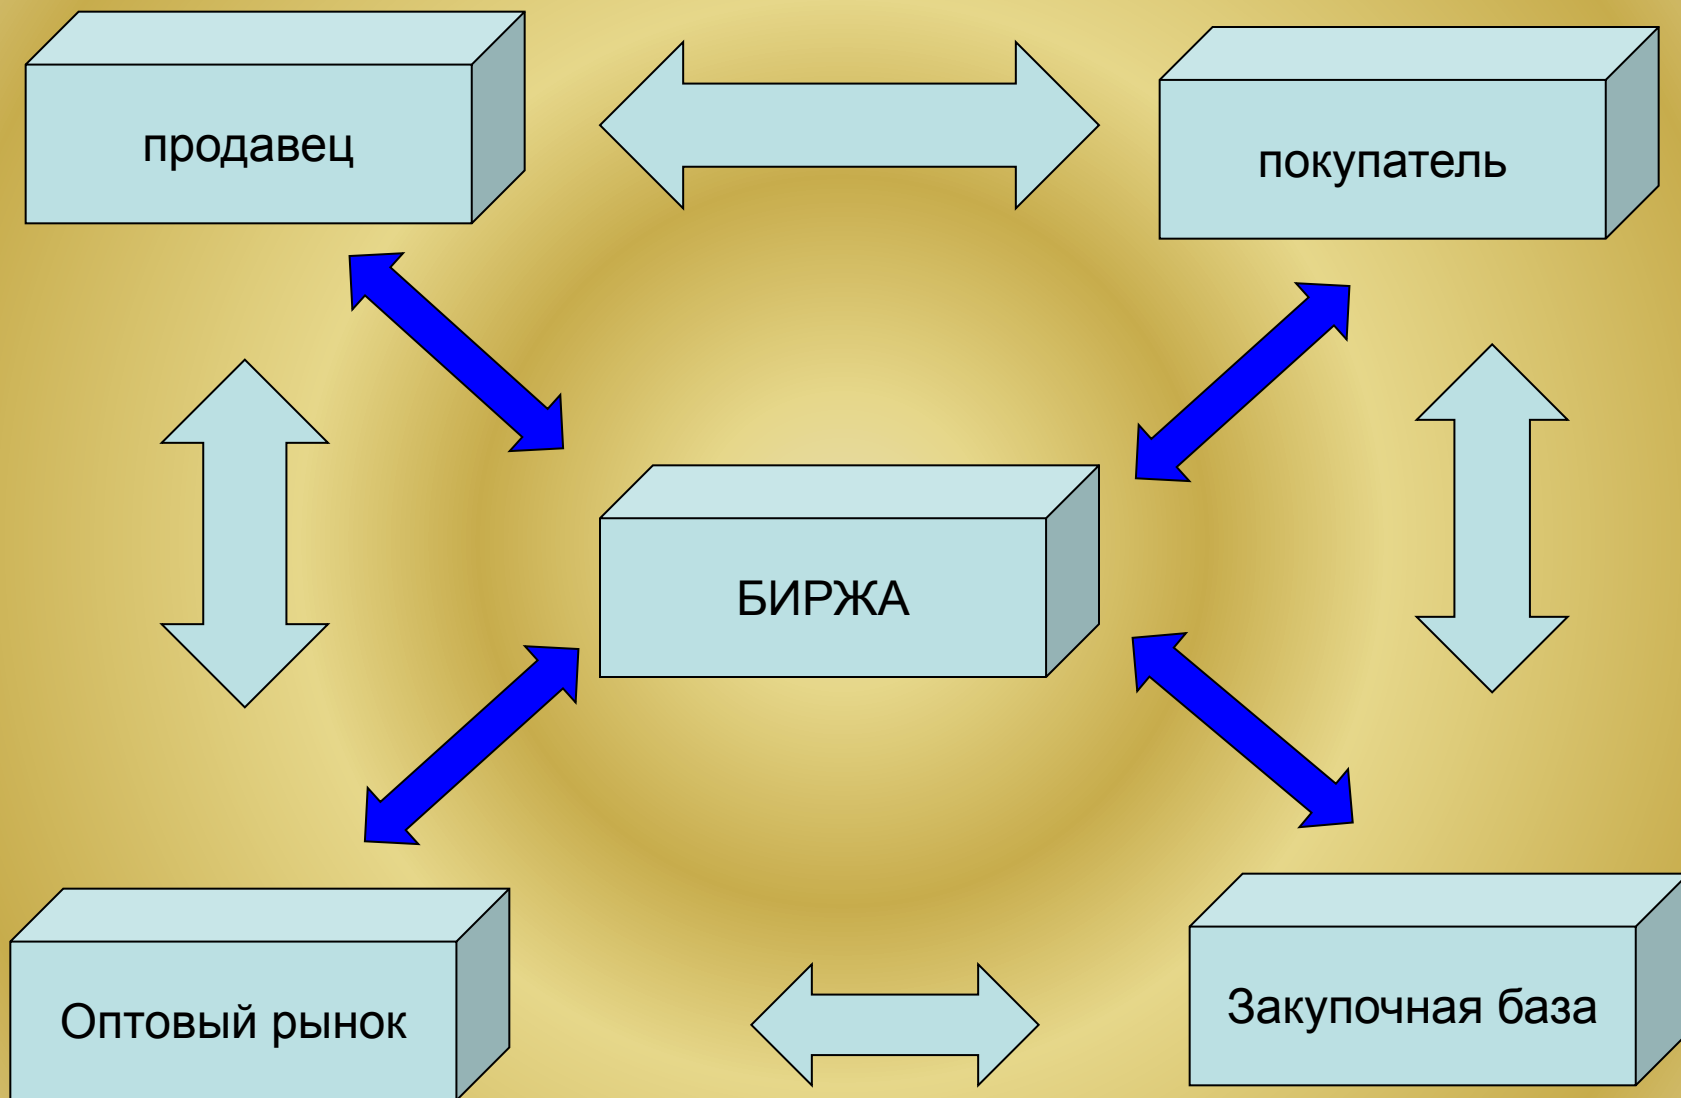 продавец
покупатель
БИРЖА
Оптовый рынок
Закупочная база